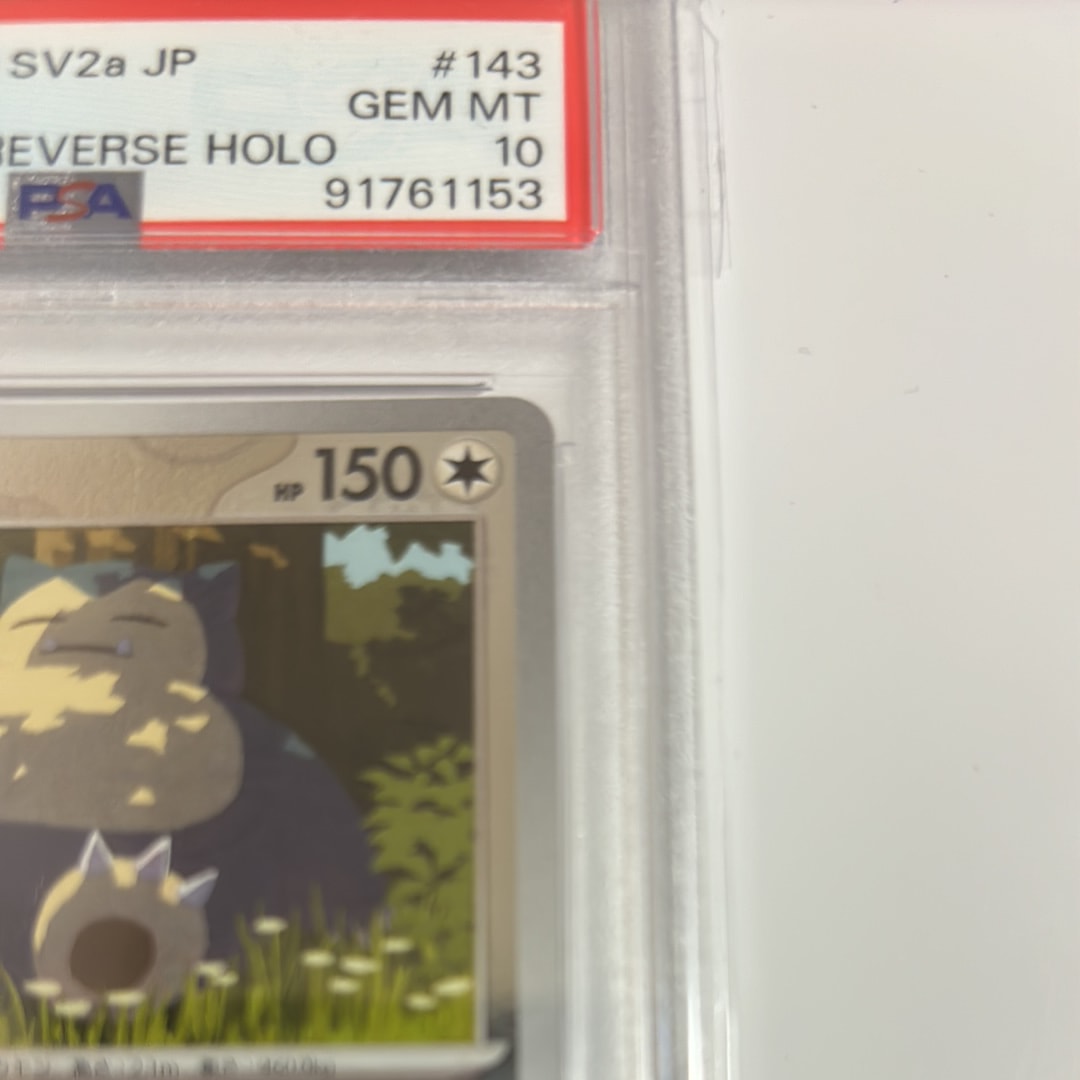 SV2a JP #143
GEM MT
REVERSE HOLO 10
PSA 91761153
HP 150